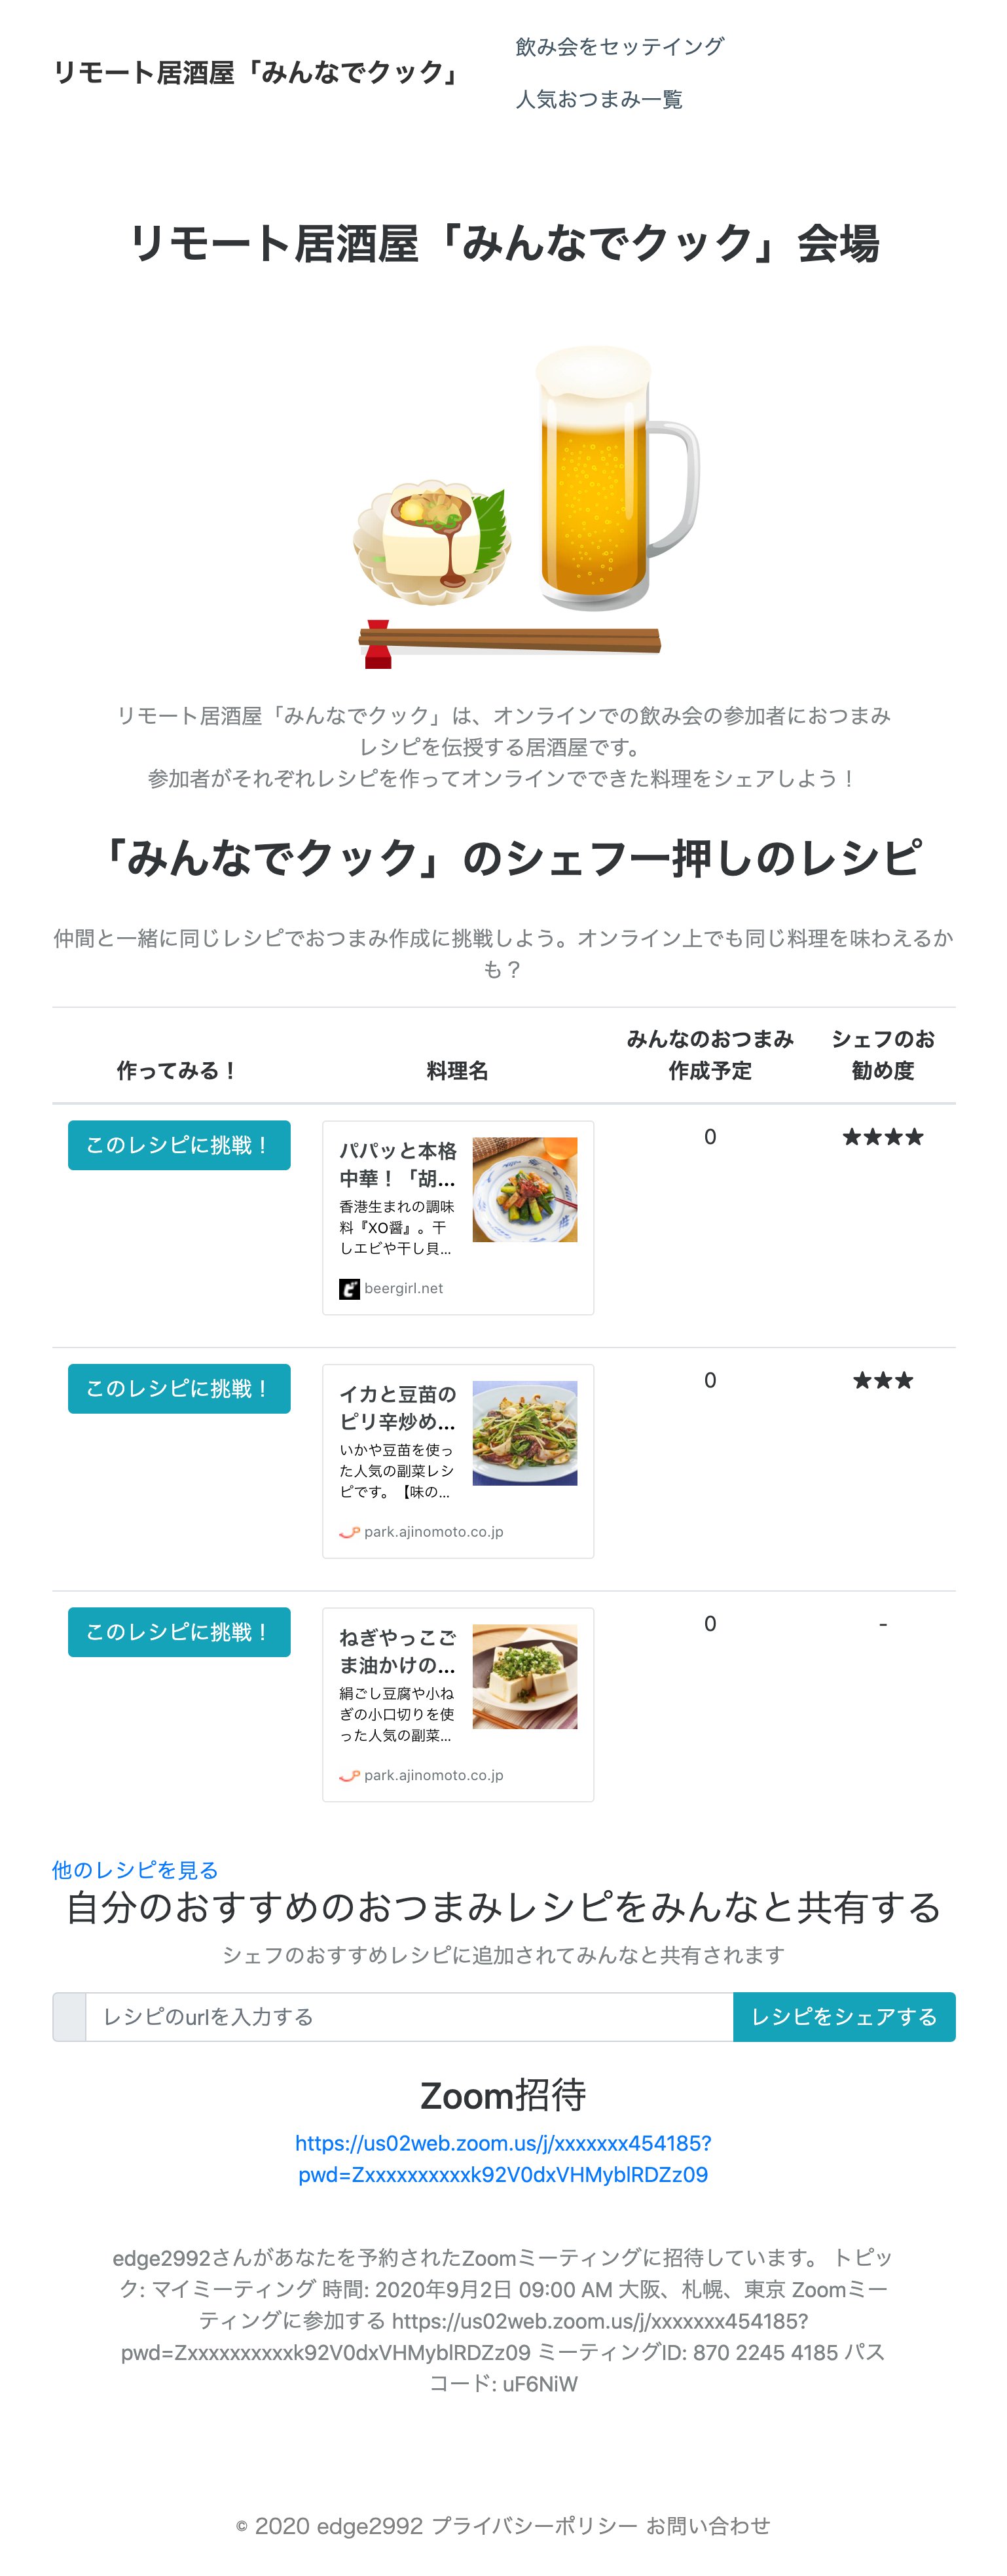 リモート居酒屋「みんなでクック」
飲み会をセッテイング
人気おつまみ一覧
リモート居酒屋「みんなでクック」会場
リモート居酒屋「みんなでクック」は、オンラインでの飲み会の参加者におつまみ
レシピを伝授する居酒屋です。
参加者がそれぞれレシピを作ってオンラインでできた料理をシェアしよう！
「みんなでクック」のシェフ一押しのレシピ
仲間と一緒に同じレシピでおつまみ作成に挑戦しよう。オンライン上でも同じ料理を味わえるか
も？
作ってみる！
料理名
みんなのおつまみ
作成予定
シェフのお
勧め度
このレシピに挑戦！
パパッと本格
中華！「胡...
香港生まれの調味
料『XO醤』。干
しエビや干し貝...
ビ
beergirl.net
0
★★★★
このレシピに挑戦！
イカと豆苗の
ピリ辛炒め...
いかや豆苗を使っ
た人気の副菜レシ
ピです。【味の...
park.ajinomoto.co.jp
0
★★★
このレシピに挑戦！
ねぎやっこご
ま油かけの...
絹ごし豆腐や小ね
ぎの小口切りを使
った人気の副菜...
park.ajinomoto.co.jp
0
-
他のレシピを見る
自分のおすすめのおつまみレシピをみんなと共有する
シェフのおすすめレシピに追加されてみんなと共有されます
レシピのurlを入力する
レシピをシェアする
Zoom招待
https://us02web.zoom.us/j/xxxxxxx454185?
pwd=Zxxxxxxxxxxk92V0dxVHMyblRDZz09
edge2992さんがあなたを予約されたZoomミーティングに招待しています。 トピッ
ク: マイミーティング 時間: 2020年9月2日 09:00 AM 大阪、札幌、東京 Zoomミー
ティングに参加する https://us02web.zoom.us/j/xxxxxxx454185?
pwd=Zxxxxxxxxxxk92V0dxVHMyblRDZz09 ミーティングID: 870 2245 4185 パス
コード: uF6NiW
© 2020 edge2992 プライバシーポリシー お問い合わせ